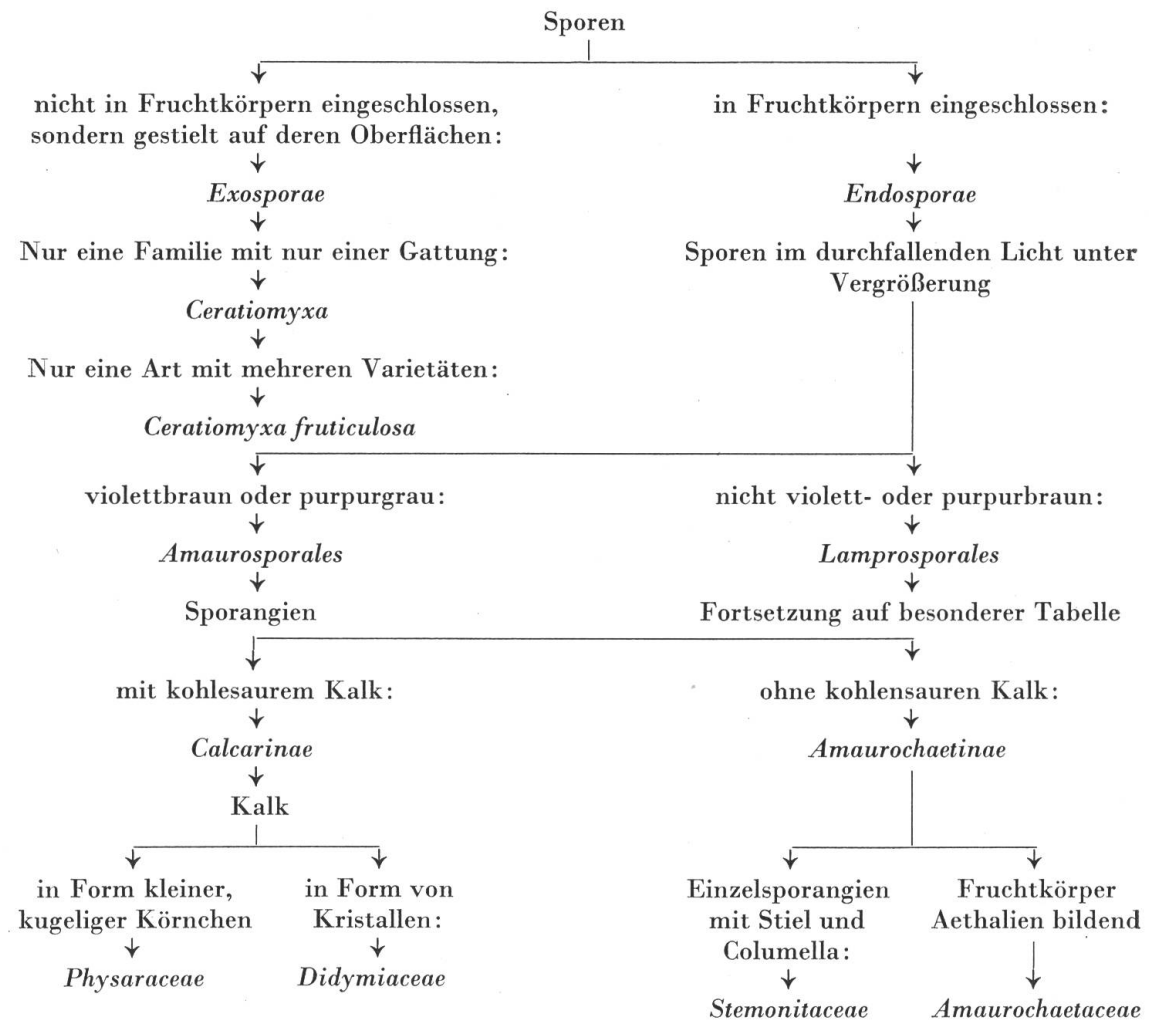 Sporen
nicht in Fruchtkörpern eingeschlossen,
sondern gestielt auf deren Oberflächen:
in Fruchtkörpern eingeschlossen:
Exosporae
Endosporae
Nur eine Familie mit nur einer Gattung:
Sporen im durchfallenden Licht unter
Vergrößerung
Ceratiomyxa
Nur eine Art mit mehreren Varietäten:
Ceratiomyxa fruticulosa
violettbraun oder purpurgrau:
nicht violett- oder purpurbraun:
Amaurosporales
Lamprosporales
Sporangien
Fortsetzung auf besonderer Tabelle
mit kohlesaurem Kalk:
ohne kohlensauren Kalk:
Calcarinae
Amaurochaetinae
Kalk
in Form kleiner,
kugeliger Körnchen
in Form von
Kristallen:
Einzelsporangien
mit Stiel und
Columella:
Fruchtkörper
Aethalien bildend
Physaraceae
Didymiaceae
Stemonitaceae
Amaurochaetaceae